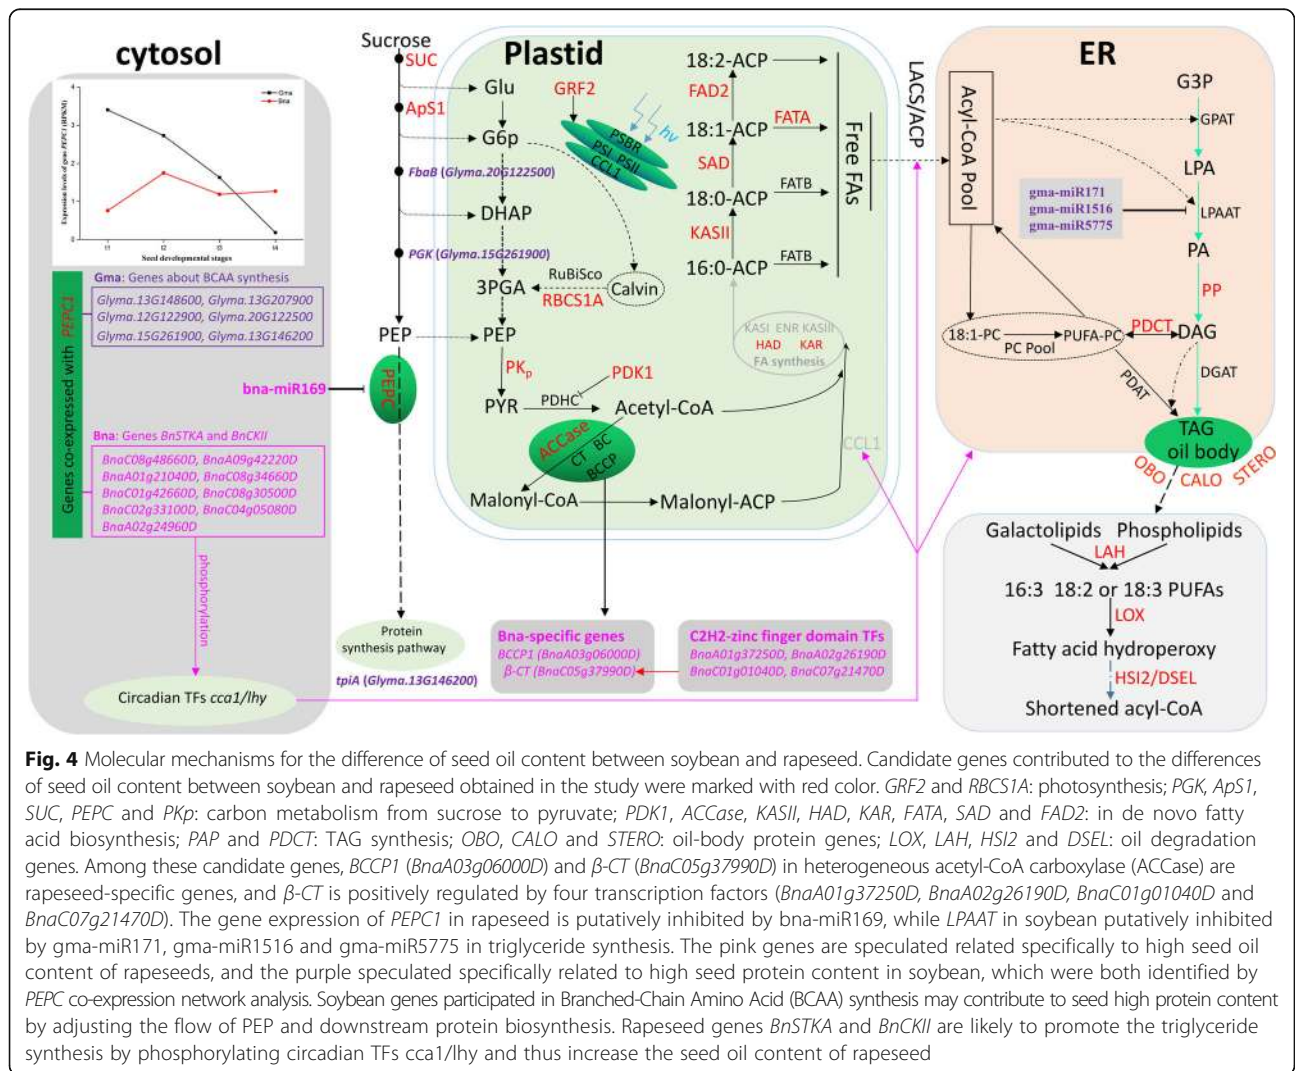 cytosol
Gma
Bna
Expression levels of gene PEPC1 (RPKM)
4
3
2
1
0
t1 t2 t3 t4
Seed developmental stages
Genes co-expressed with PEPC1
Gma: Genes about BCAA synthesis
Glyma.13G148600, Glyma.13G207900
Glyma.12G122900, Glyma.20G122500
Glyma.15G261900, Glyma.13G146200
bna-miR169
Bna: Genes BnSTKA and BnCKII
BnaC08g48660D, BnaA09g42220D
BnaA01g21040D, BnaC08g34660D
BnaC01g42660D, BnaC08g30500D
BnaC02g33100D, BnaC04g05080D
BnaA02g24960D
phosphorylation
Circadian TFs cca1/lhy
Sucrose
SUC
ApS1
FbaB (Glyma.20G122500)
PGK (Glyma.15G261900)
PEP
PEPC
Protein
synthesis pathway
tpiA (Glyma.13G146200)
Plastid
Glu
G6p
DHAP
3PGA
RuBiSco
RBCS1A
Calvin
PEP
PKp
PYR
PDHC
PDK1
Acetyl-CoA
ACCase
CT BC
BCCP
Malonyl-CoA
Malonyl-ACP
GRF2
hv
PSBR
PSI PSII
CCL1
18:2-ACP
FAD2
18:1-ACP
FATA
SAD
18:0-ACP
FATB
KASII
16:0-ACP
FATB
KASI ENR KASIII
HAD KAR
FA synthesis
Free FAs
CCL1
LACS/ACP
Bna-specific genes
BCCP1 (BnaA03g06000D)
β-CT (BnaC05g37990D)
C2H2-zinc finger domain TFs
BnaA01g37250D, BnaA02g26190D
BnaC01g01040D, BnaC07g21470D
ER
Acyl-CoA Pool
G3P
GPAT
LPA
gma-miR171
gma-miR1516
gma-miR5775
LPAAT
PA
PP
18:1-PC
PUFA-PC
PC Pool
PDCT
DAG
PDAT
DGAT
TAG
oil body
OBO
CALO
STERO
Galactolipids Phospholipids
LAH
16:3 18:2 or 18:3 PUFAs
LOX
Fatty acid hydroperoxy
HSI2/DSEL
Shortened acyl-CoA
Fig. 4 Molecular mechanisms for the difference of seed oil content between soybean and rapeseed. Candidate genes contributed to the differences
of seed oil content between soybean and rapeseed obtained in the study were marked with red color. GRF2 and RBCS1A: photosynthesis; PGK, ApS1,
SUC, PEPC and PKp: carbon metabolism from sucrose to pyruvate; PDK1, ACCase, KASII, HAD, KAR, FATA, SAD and FAD2: in de novo fatty
acid biosynthesis; PAP and PDCT: TAG synthesis; OBO, CALO and STERO: oil-body protein genes; LOX, LAH, HSI2 and DSEL: oil degradation
genes. Among these candidate genes, BCCP1 (BnaA03g06000D) and β-CT (BnaC05g37990D) in heterogeneous acetyl-CoA carboxylase (ACCase) are
rapeseed-specific genes, and β-CT is positively regulated by four transcription factors (BnaA01g37250D, BnaA02g26190D, BnaC01g01040D and
BnaC07g21470D). The gene expression of PEPC1 in rapeseed is putatively inhibited by bna-miR169, while LPAAT in soybean putatively inhibited
by gma-miR171, gma-miR1516 and gma-miR5775 in triglyceride synthesis. The pink genes are speculated related specifically to high seed oil
content of rapeseeds, and the purple speculated specifically related to high seed protein content in soybean, which were both identified by
PEPC co-expression network analysis. Soybean genes participated in Branched-Chain Amino Acid (BCAA) synthesis may contribute to seed high protein content
by adjusting the flow of PEP and downstream protein biosynthesis. Rapeseed genes BnSTKA and BnCKII are likely to promote the triglyceride
synthesis by phosphorylating circadian TFs cca1/lhy and thus increase the seed oil content of rapeseed